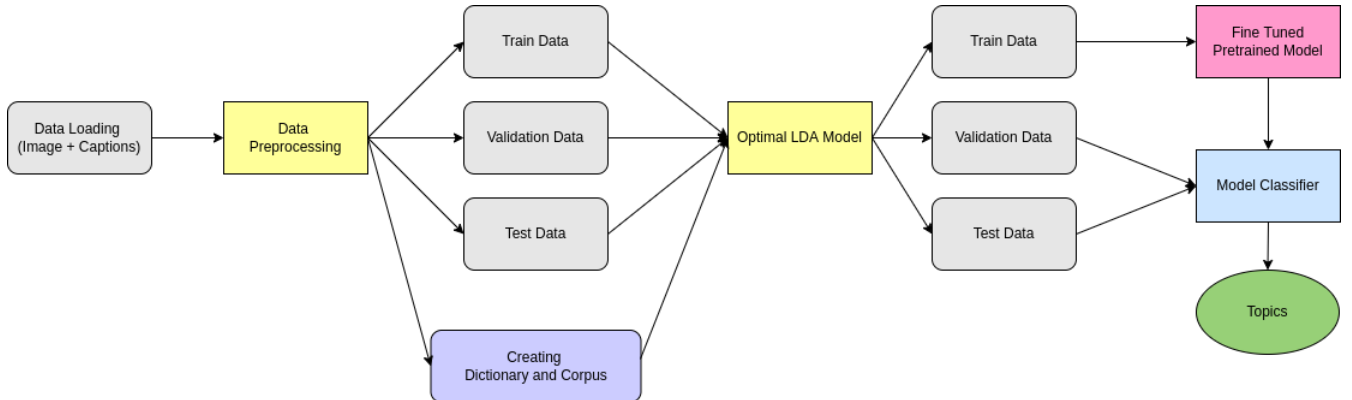 Data Loading
(Image + Captions)
Data
Preprocessing
Train Data
Validation Data
Test Data
Creating
Dictionary and Corpus
Optimal LDA Model
Train Data
Validation Data
Test Data
Fine Tuned
Pretrained Model
Model Classifier
Topics